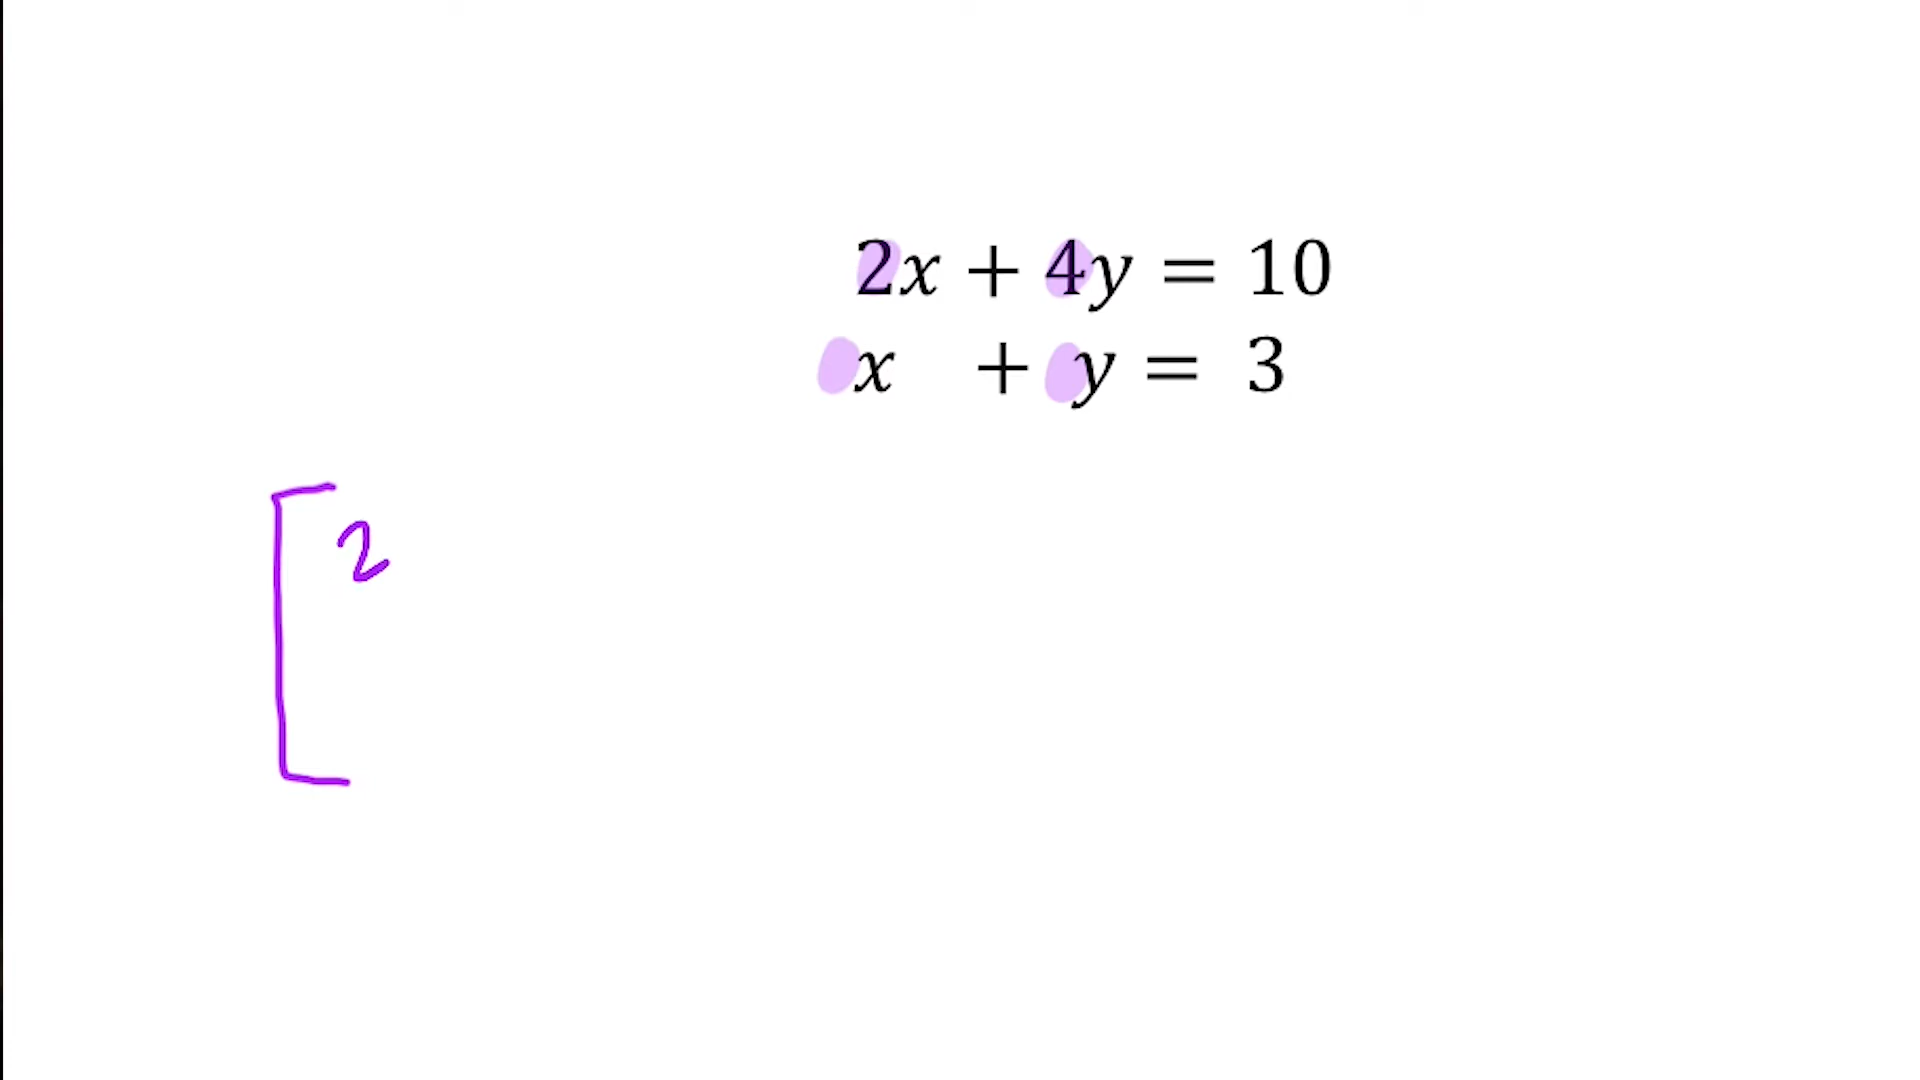 2x + 4y = 10
x + y = 3
[2